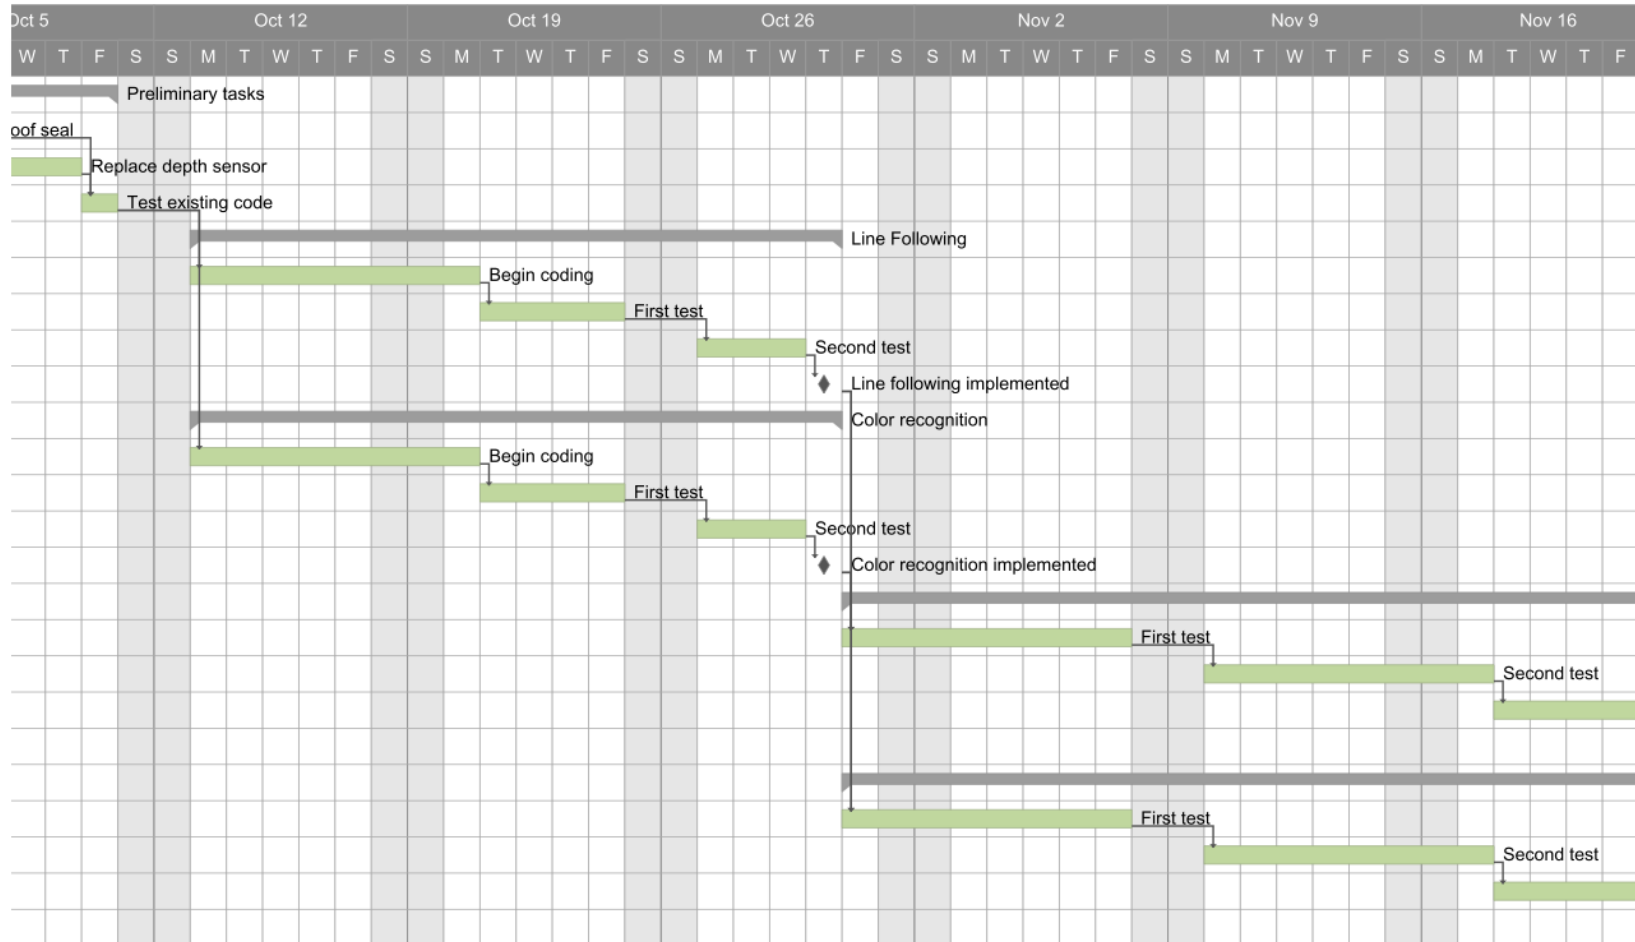 Oct 5 Oct 12 Oct 19 Oct 26 Nov 2 Nov 9 Nov 16
W T F S S M T W T F S S M T W T F S S M T W T F S S M T W T F S S M T W T F S S M T W T F
Preliminary tasks
oof seal
Replace depth sensor
Test existing code
Line Following
Begin coding
First test
Second test
Line following implemented
Color recognition
Begin coding
First test
Second test
Color recognition implemented
First test
Second test
First test
Second test